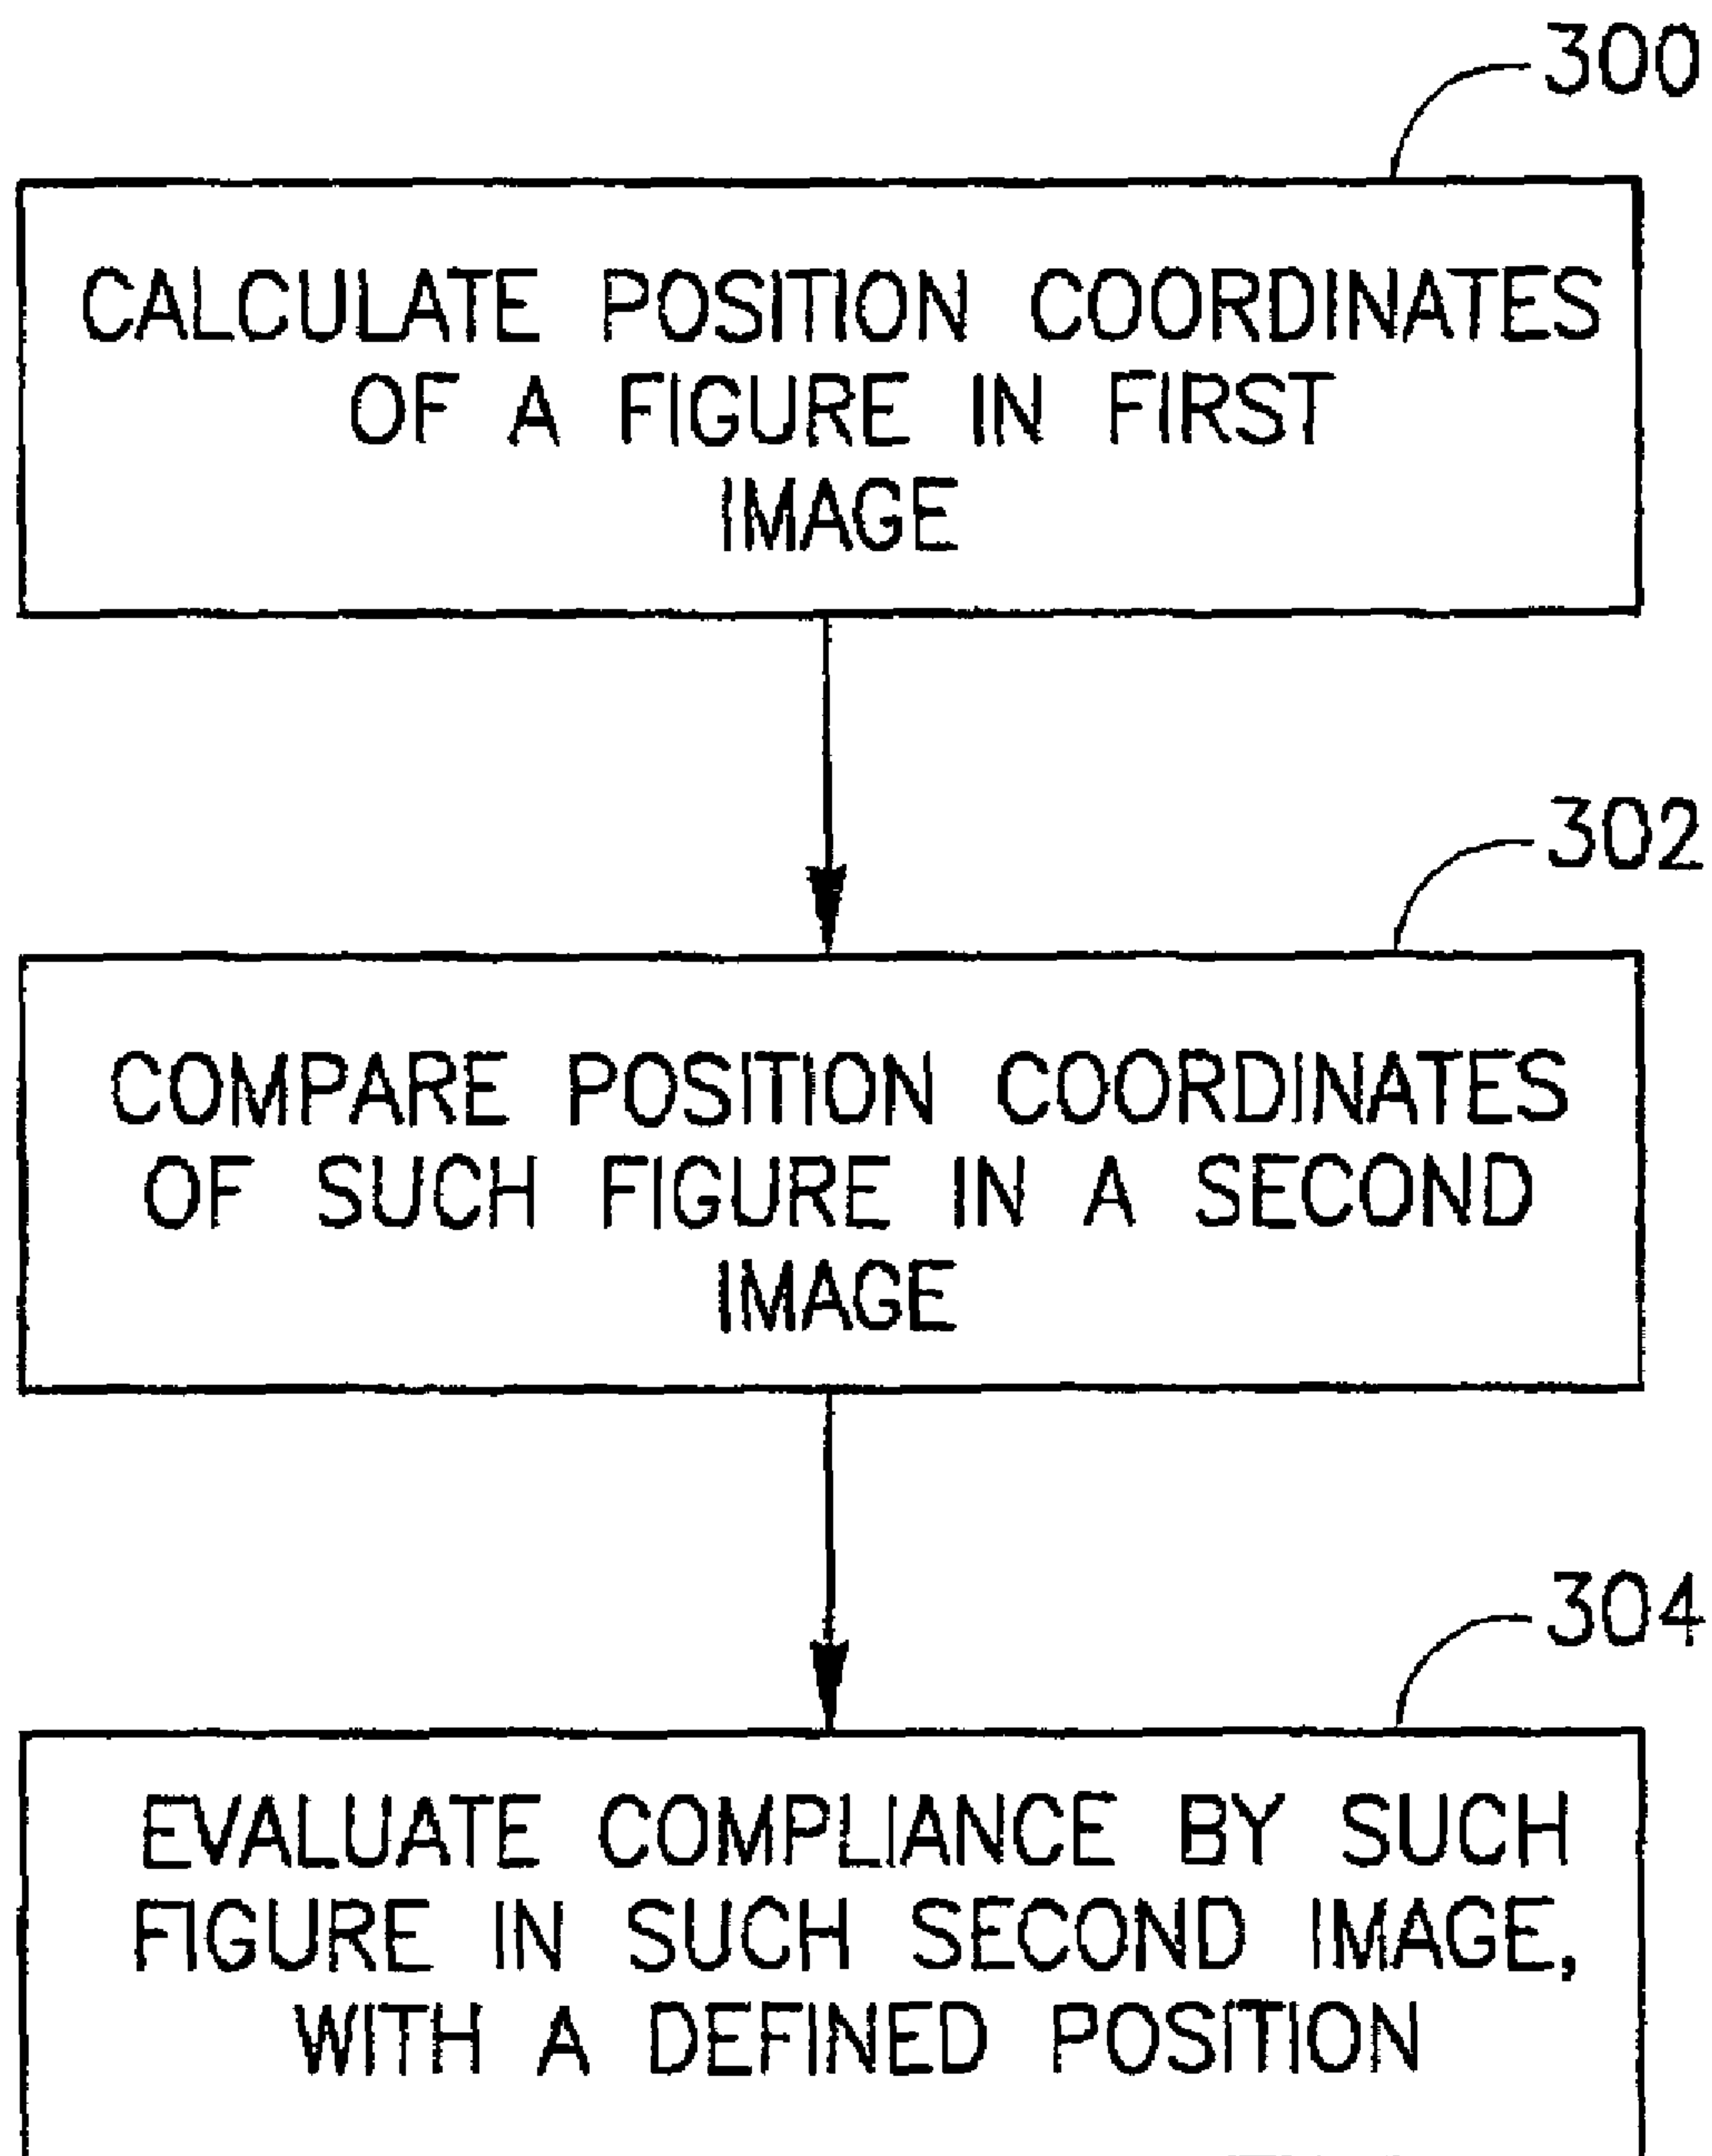 300
CALCULATE POSITION COORDINATES
OF A FIGURE IN FIRST
IMAGE
302
COMPARE POSITION COORDINATES
OF SUCH FIGURE IN A SECOND
IMAGE
304
EVALUATE COMPLIANCE BY SUCH
FIGURE IN SUCH SECOND IMAGE,
WITH A DEFINED POSITION